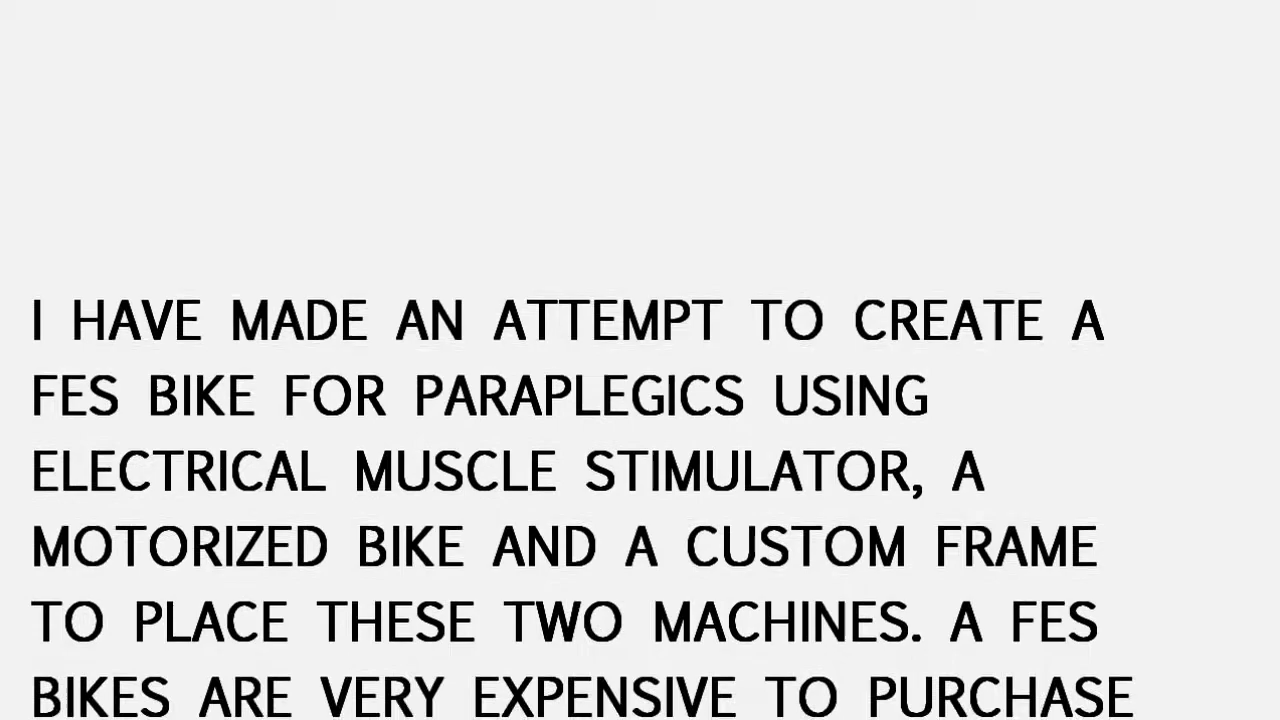 I HAVE MADE AN ATTEMPT TO CREATE A
FES BIKE FOR PARAPLEGICS USING
ELECTRICAL MUSCLE STIMULATOR, A
MOTORIZED BIKE AND A CUSTOM FRAME
TO PLACE THESE TWO MACHINES. A FES
BIKES ARE VERY EXPENSIVE TO PURCHASE